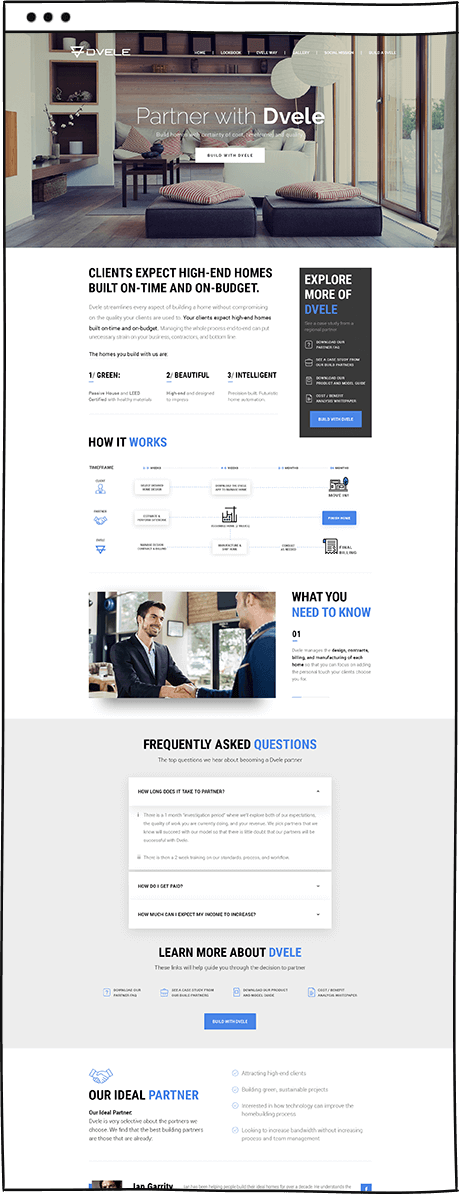 DVELE
HOME | LOOKBOOK | DVELE WAY | GALLERY | SOCIAL MISSION | BUILD A DVELE
Partner with Dvele
Build homes with certainty of cost, timeframe and quality
BUILD WITH DVELE
CLIENTS EXPECT HIGH-END HOMES
BUILT ON-TIME AND ON-BUDGET.
Dvele streamlines every aspect of building a home without compromising
on the quality your clients are used to. Your clients expect high-end homes
built on-time and on-budget. Managing the whole process end-to-end can put
unnecessary strain on your business, contractors, and bottom line.
The homes you build with us are:
1/ GREEN:
Passive House and LEED
Certified with healthy materials
2/ BEAUTIFUL
High-end and designed
to impress
3/ INTELLIGENT
Precision-built, Futuristic
home automation.
EXPLORE
MORE OF
DVELE
See a case study from a
regional partner
DOWNLOAD OUR
PARTNER FAQ
SEE A CASE STUDY FROM
OUR BUILD PARTNERS
DOWNLOAD OUR
PRODUCT AND MODEL GUIDE
COST / BENEFIT
ANALYSIS WHITEPAPER
BUILD WITH DVELE
HOW IT WORKS
TIMEFRAME
WEEKS
WEEKS
MONTHS
MONTHS
CLIENT
SELECT MODERN
HOME DESIGN
DOWNLOAD THE DVELE
APP TO MANAGE HOME
MOVE IN!
PARTNER
FINISH HOME
DVELE
MANAGE DESIGN
CONTRACT & BILLING
MANUFACTURE &
SHIP HOME
CONSULT
AS NEEDED
FINAL
BILLING
WHAT YOU
NEED TO KNOW
01
Dvele manages the design, contracts,
billing, and manufacturing of each
home so that you can focus on adding
the personal touch your clients choose
you for.
FREQUENTLY ASKED QUESTIONS
The top questions we hear about becoming a Dvele partner
HOW LONG DOES IT TAKE TO PARTNER?
There is a 1 month "investigation period" where we'll explore both of our expectations,
the quality of work you are currently doing, and your revenue. We pick partners that we
know will succeed with our model so that there is little doubt that our partners will be
successful with Dvele.
There is then a 2 week training on our standards, process, and workflow.
HOW DO I GET PAID?
HOW MUCH CAN I EXPECT MY INCOME TO INCREASE?
LEARN MORE ABOUT DVELE
These links will help guide you through the decision to partner
DOWNLOAD OUR
PARTNER FAQ
SEE A CASE STUDY FROM
OUR BUILD PARTNERS
DOWNLOAD OUR PRODUCT
AND MODEL GUIDE
COST / BENEFIT
ANALYSIS WHITEPAPER
BUILD WITH DVELE
OUR IDEAL PARTNER
Our Ideal Partner:
Dvele is very selective about the partners we
choose. We find that the best building partners
are those that are already:
Attracting high end clients
Building green, sustainable projects
Interested in how technology can improve the
homebuilding process
Looking to increase bandwidth without increasing
process and team management
Jan Garrity
Jan has been helping people build their ideal homes for over a decade. He understands the